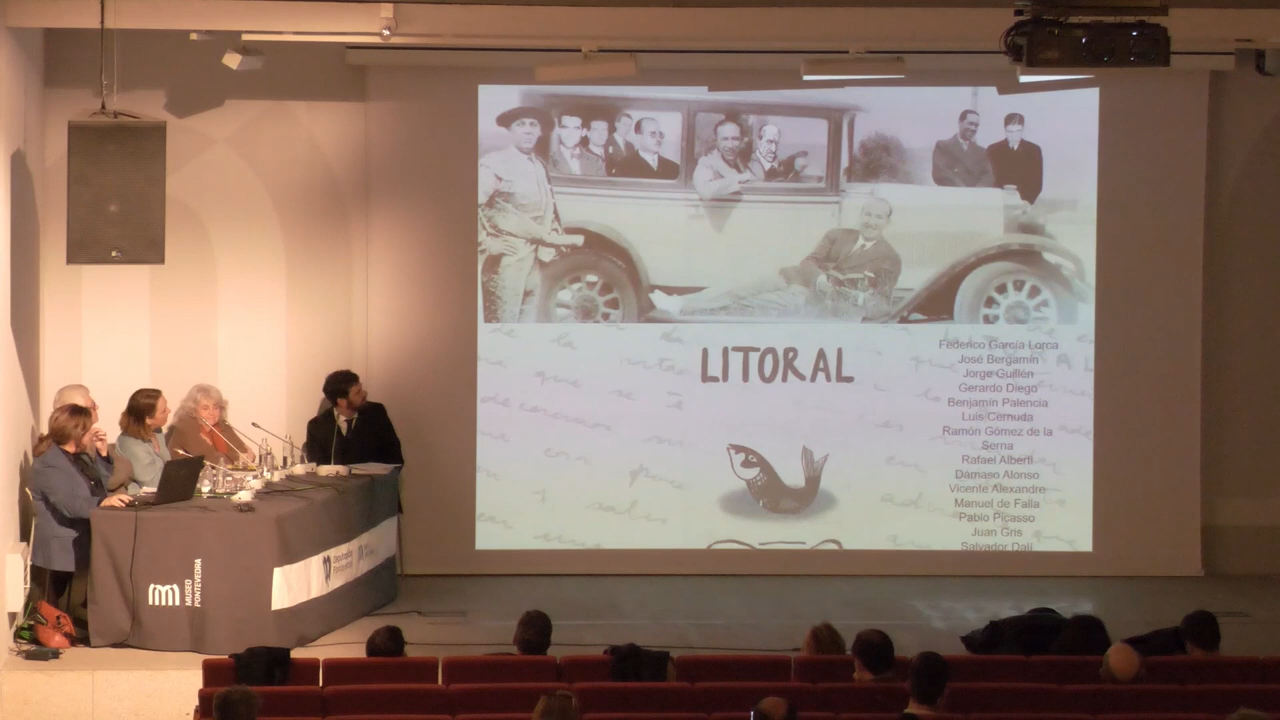 LITORAL
Federico García Lorca
José Bergamín
Jorge Guillén
Gerardo Diego
Benjamín Palencia
Luis Cernuda
Ramón Gómez de la
Serna
Rafael Alberti
Dámaso Alonso
Vicente Alexandre
Manuel de Falla
Pablo Picasso
Juan Gris
Salvador Dalí
MUSEO
PONTEVEDRA